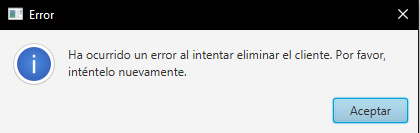 Error
Ha ocurrido un error al intentar eliminar el cliente. Por favor,
inténtelo nuevamente.
Aceptar